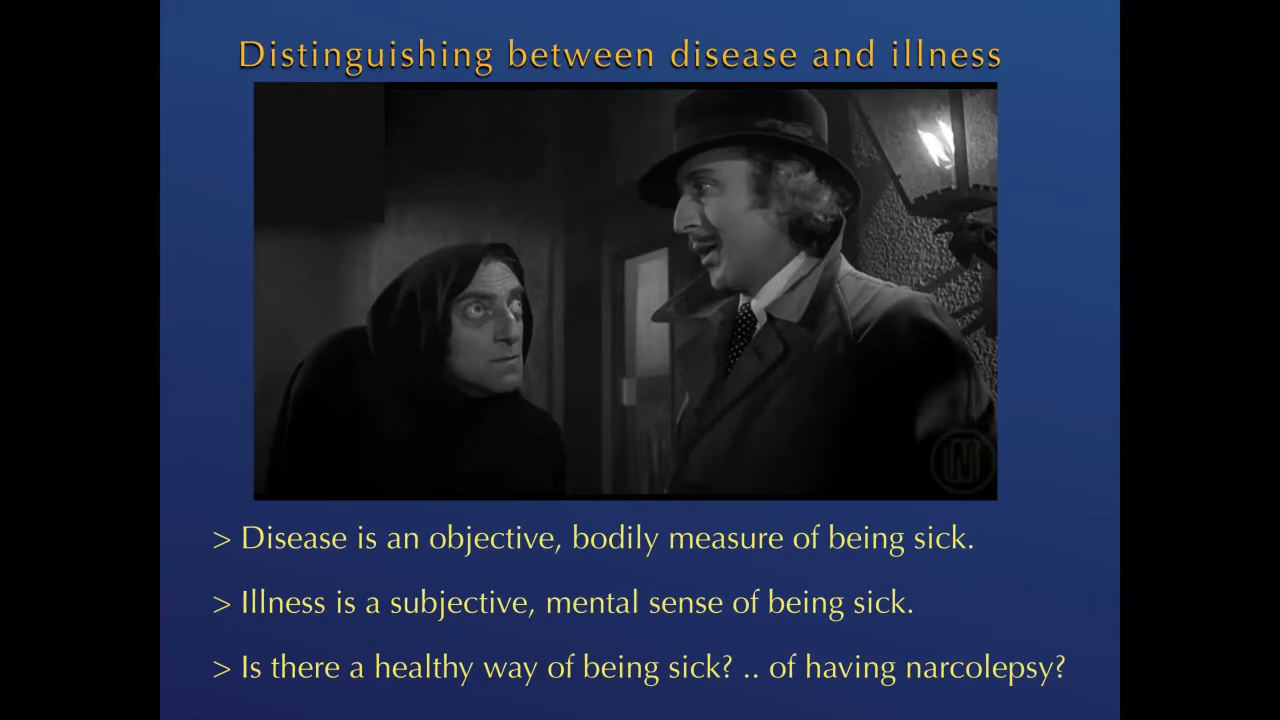 Distinguishing between disease and illness
> Disease is an objective, bodily measure of being sick.
> Illness is a subjective, mental sense of being sick.
> Is there a healthy way of being sick? .. of having narcolepsy?